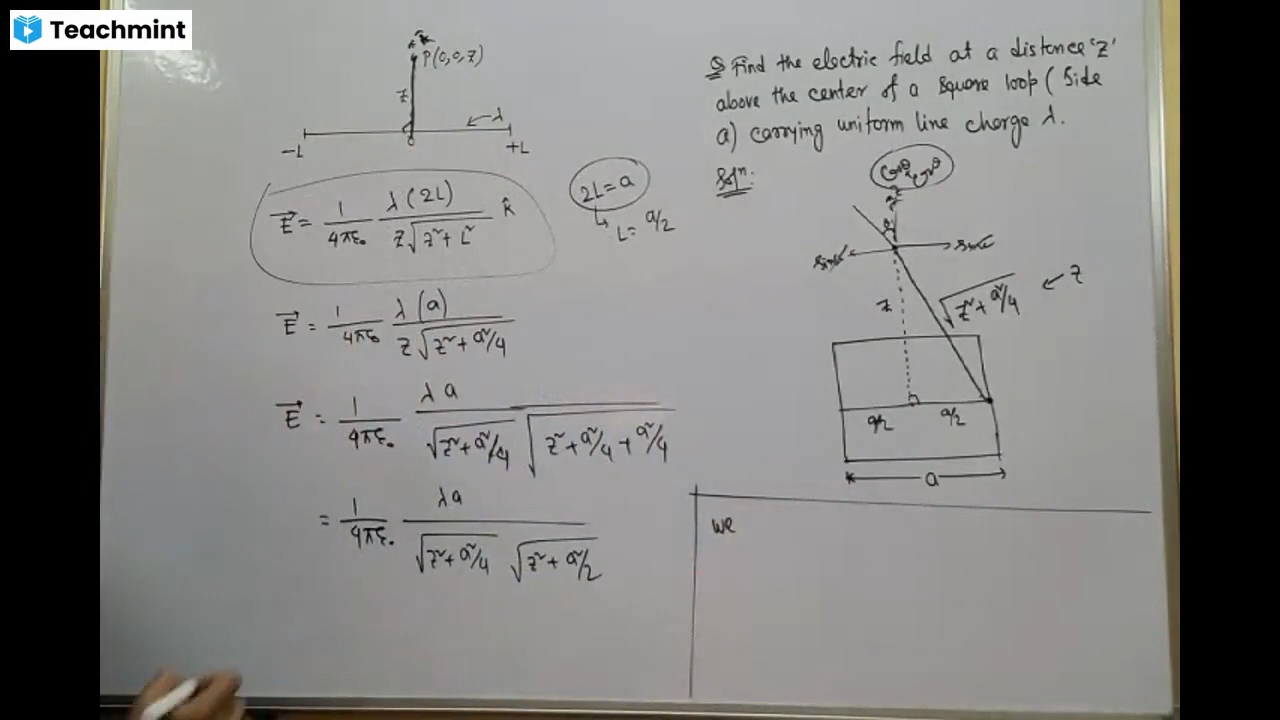 Teachmint
P(0,0,z)
z
λ
-L
+L
0
E⃗ = 1/4πε₀ λ(2L)/z√z²+L² k̂
2L = a
L = a/2
E⃗ = 1/4πε₀ λ(a)/z√z²+a²/4
E⃗ = 1/4πε₀ λa/√z²+a²/4 √z²+a²/4+a²/4
= 1/4πε₀ λa/√z²+a²/4 √z²+a²/2
Q Find the electric field at a distance 'z'
above the center of a square loop (Side
a) carrying uniform line charge λ.
Solⁿ:
z
√z²+a²/4 ← z
a/2
a/2
a
we